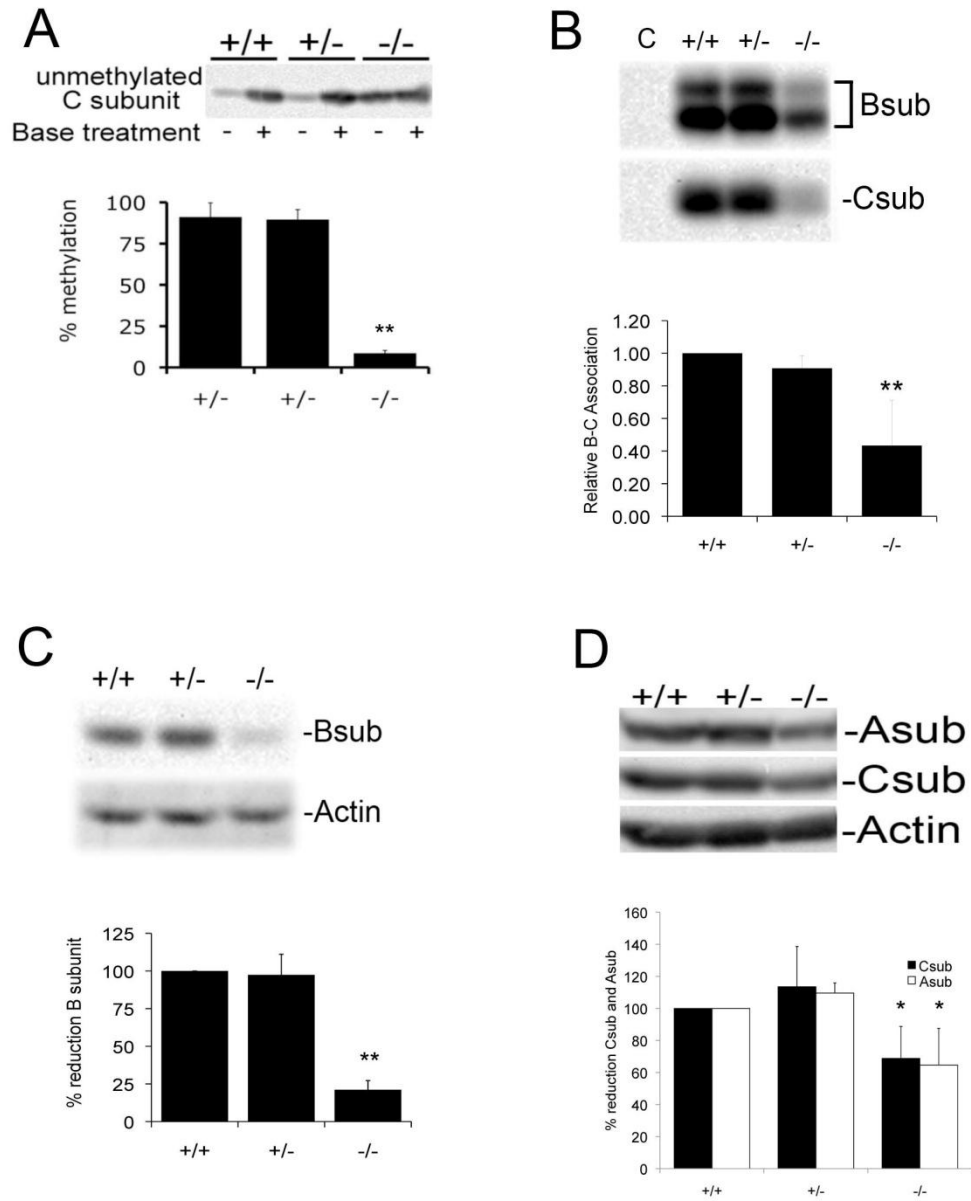 A
+/+ +/- -/-
unmethylated
C subunit
Base treatment - + - + - +
% methylation
100
75
50
25
0
**
+/- +/- -/-
B
C +/+ +/- -/-
Bsub
-Csub
Relative B-C Association
1.20
1.00
0.80
0.60
0.40
0.20
0.00
**
+/+ +/- -/-
C
+/+ +/- -/-
-Bsub
-Actin
% reduction B subunit
125
100
75
50
25
0
**
+/+ +/- -/-
D
+/+ +/- -/-
-Asub
-Csub
-Actin
% reduction Csub and Asub
160
140
120
100
80
60
40
20
0
Csub
Asub
* *
+/+ +/- -/-